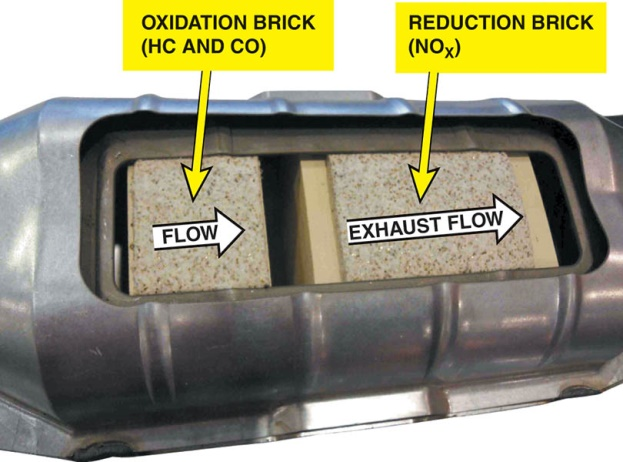 OXIDATION BRICK
(HC AND CO)
REDUCTION BRICK
(NOX)
FLOW
EXHAUST FLOW